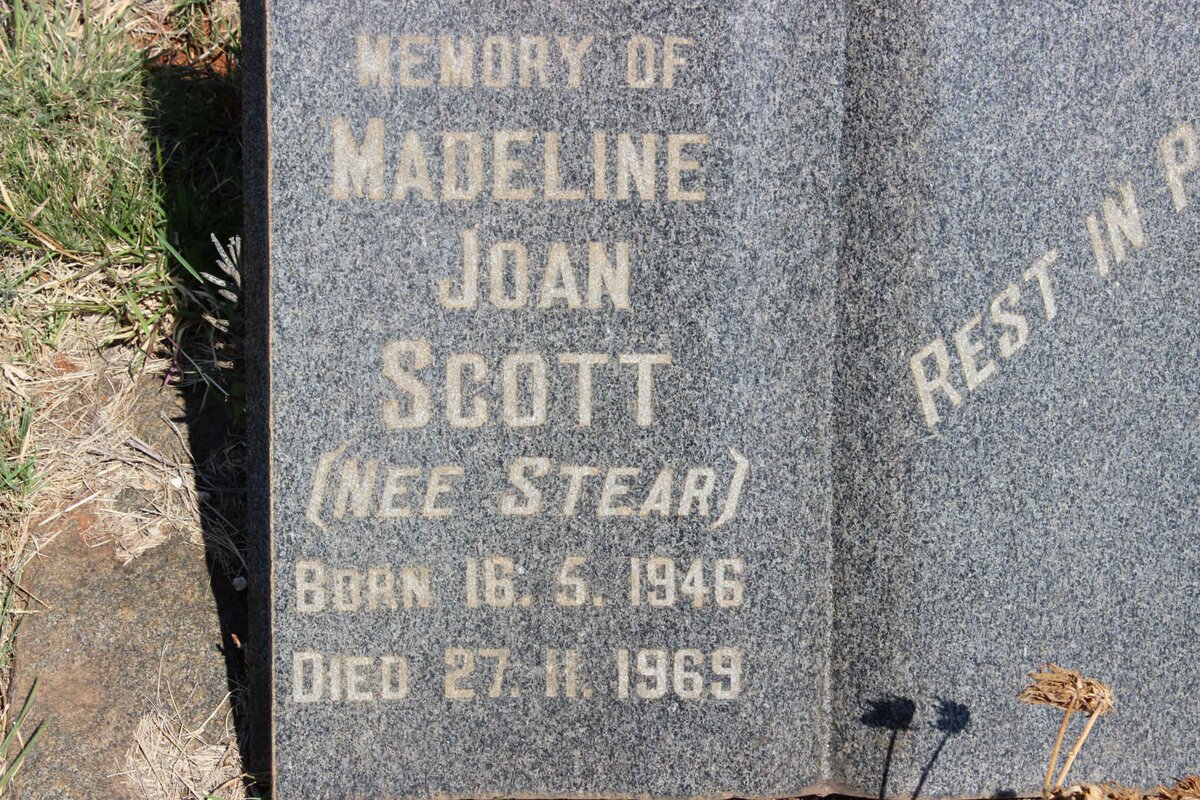 MEMORY OF
MADELINE
JOAN
SCOTT
(NEE STEAR)
BORN 16. 5. 1946
DIED 27. 11. 1969
REST IN P